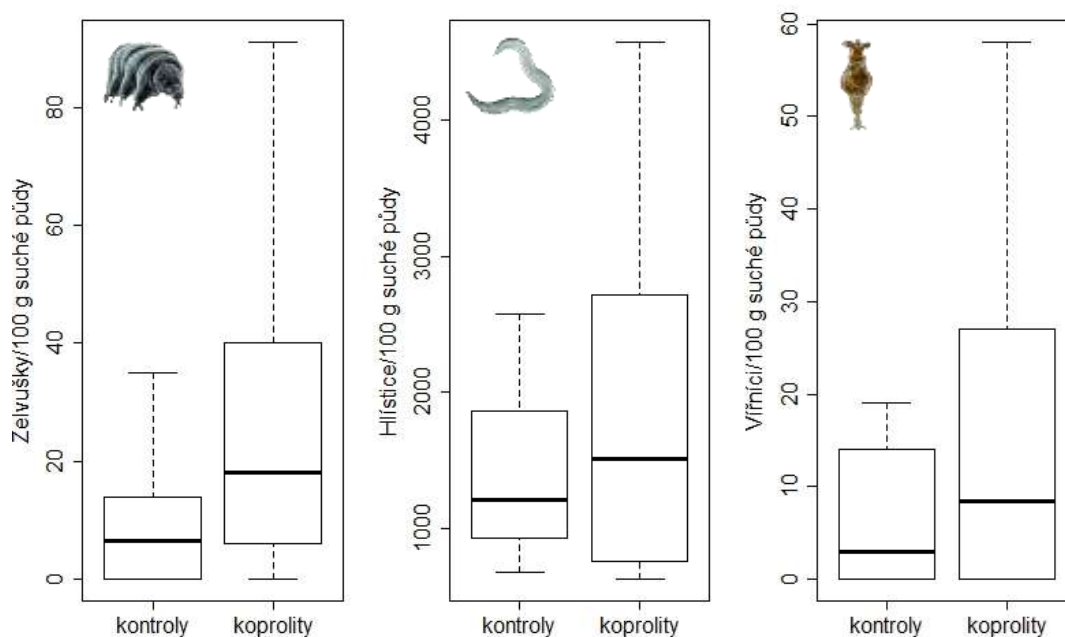 Zelvušky/100 g suché půdy
80
60
40
20
0
kontroly koprolity
Hlístice/100 g suché půdy
4000
3000
2000
1000
kontroly koprolity
Vířníci/100 g suché půdy
60
50
40
30
20
10
0
kontroly koprolity